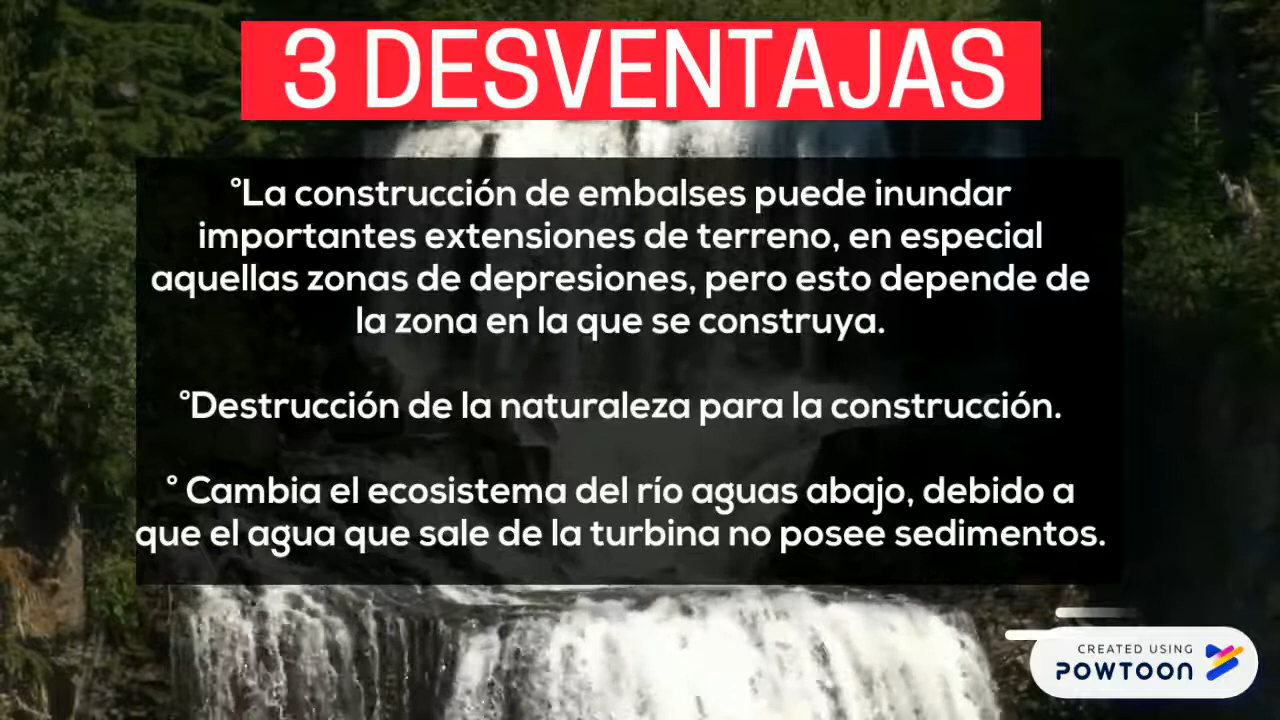 3 DESVENTAJAS
°La construcción de embalses puede inundar
importantes extensiones de terreno, en especial
aquellas zonas de depresiones, pero esto depende de
la zona en la que se construya.
°Destrucción de la naturaleza para la construcción.
° Cambia el ecosistema del río aguas abajo, debido a
que el agua que sale de la turbina no posee sedimentos.
CREATED USING
POWTOON